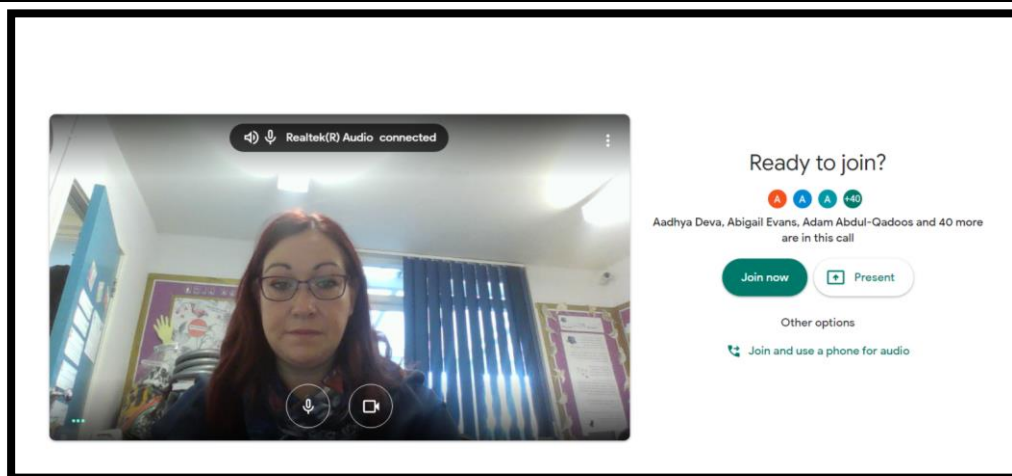 Realtek(R) Audio connected
Ready to join?
A A A +40
Aadhya Deva, Abigail Evans, Adam Abdul-Qadoos and 40 more
are in this call
Join now
Present
Other options
Join and use a phone for audio